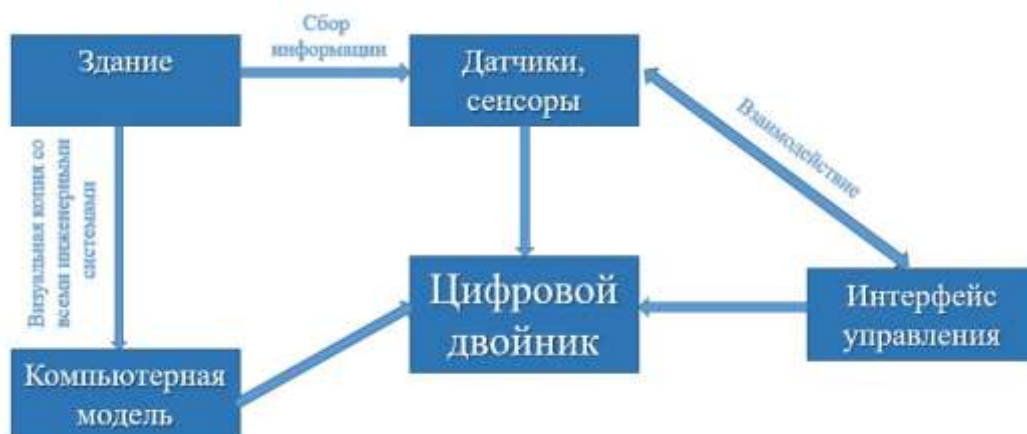 Здание
Сбор
информации
Датчики,
сенсоры
Взаимодействие
Визуальная копия со
всеми инженерными
системами
Цифровой
двойник
Интерфейс
управления
Компьютерная
модель